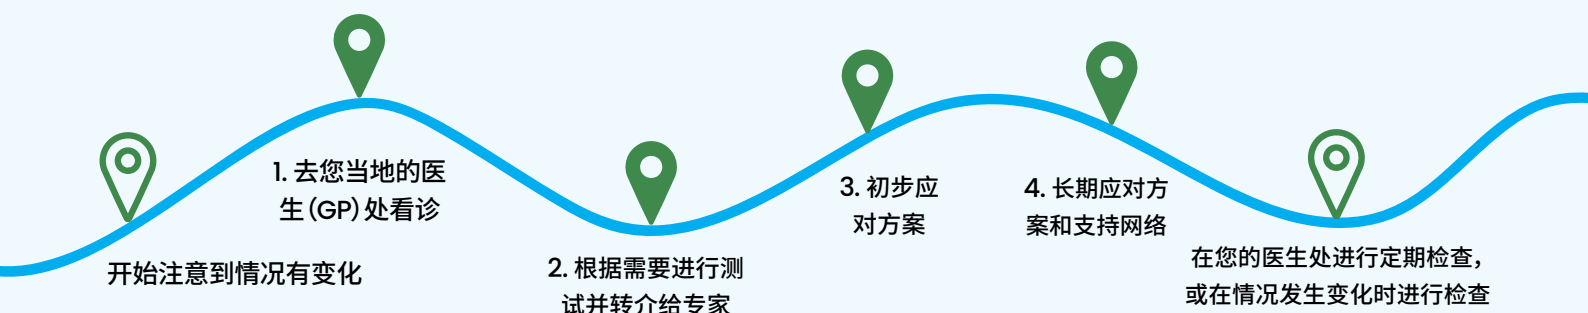 开始注意到情况有变化
1. 去您当地的医
生（GP）处看诊
2. 根据需要进行测
试并转介给专家
3. 初步应
对方案
4. 长期应对方
案和支持网络
在您的医生处进行定期检查，
或在情况发生变化时进行检查